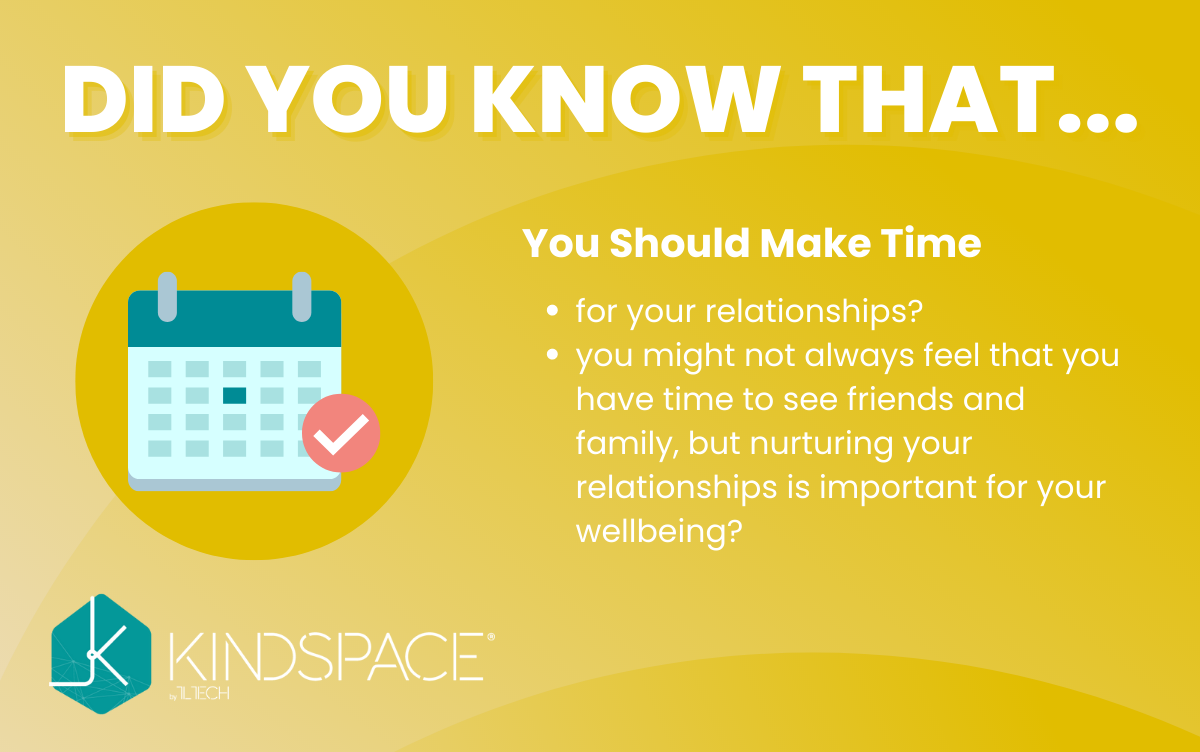 DID YOU KNOW THAT...
You Should Make Time
• for your relationships?
• you might not always feel that you
have time to see friends and
family, but nurturing your
relationships is important for your
wellbeing?
KINDSPACE®
by 1LTECH